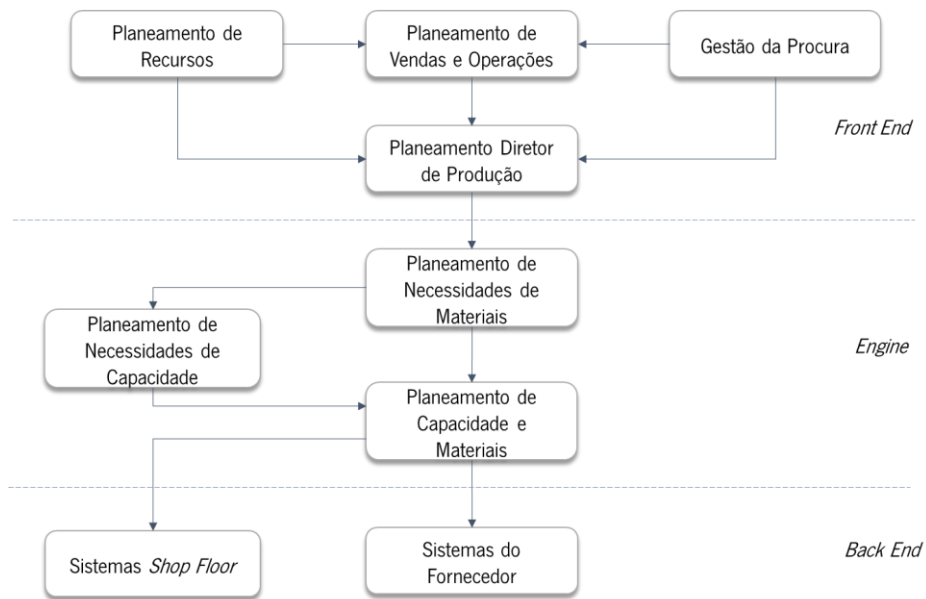 Planeamento de
Recursos
Planeamento de
Vendas e Operações
Gestão da Procura
Front End
Planeamento Diretor
de Produção
Planeamento de
Necessidades de
Materiais
Planeamento de
Necessidades de
Capacidade
Engine
Planeamento de
Capacidade e
Materiais
Sistemas Shop Floor
Sistemas do
Fornecedor
Back End